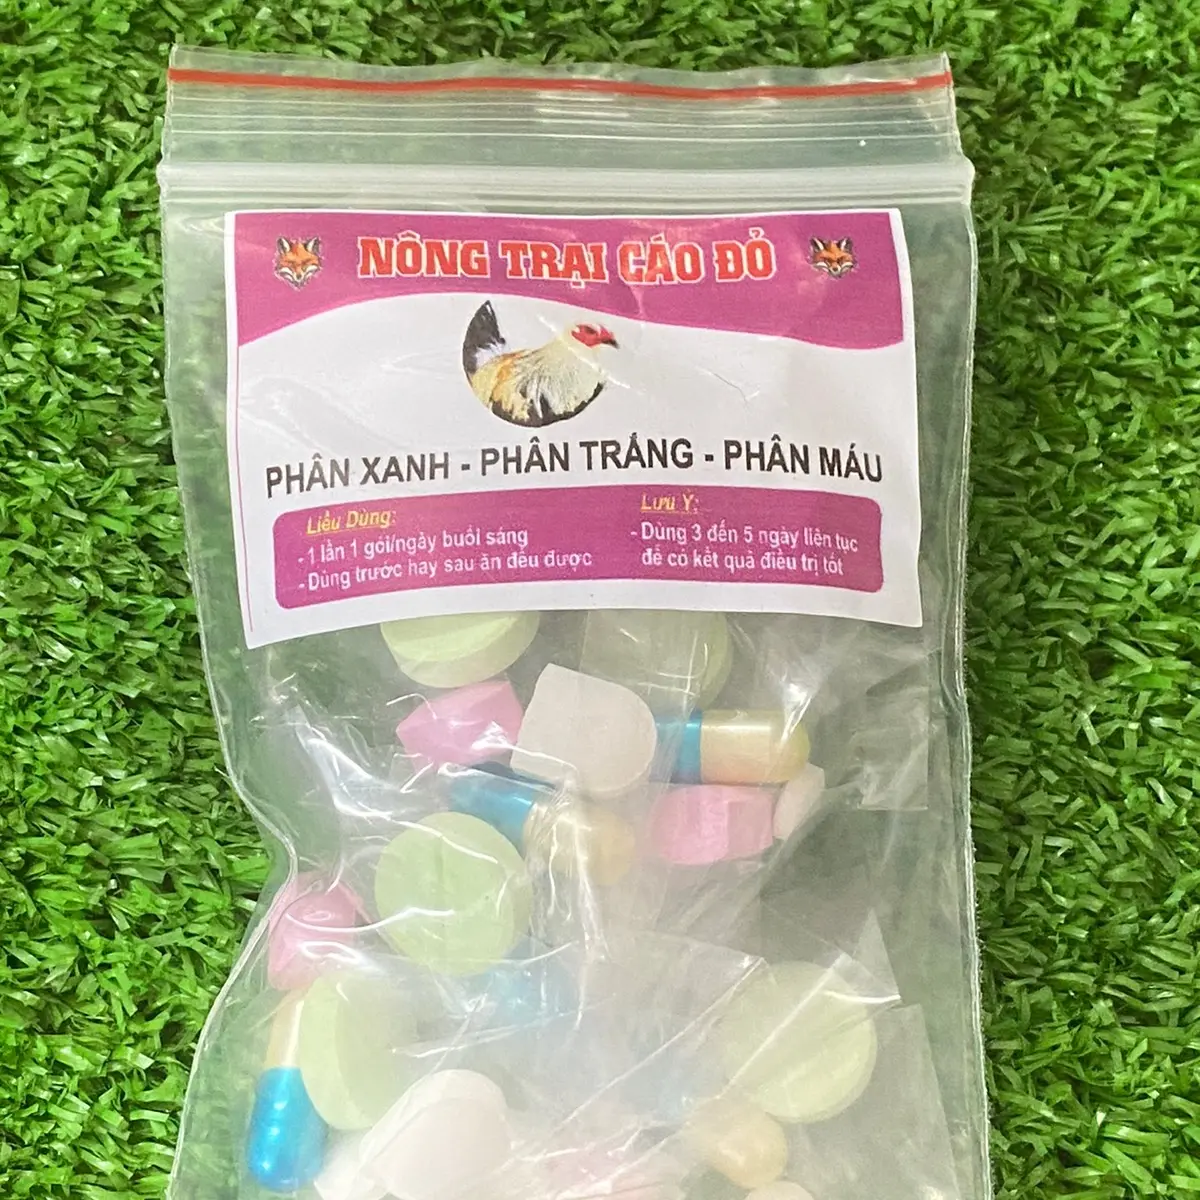 NÔNG TRẠI CÁO ĐỎ
PHÂN XANH - PHÂN TRẮNG - PHÂN MÁU
Liều Dùng:
- 1 lần 1 gói/ngày buổi sáng
- Dùng trước hay sau ăn đều được
Lưu Ý:
- Dùng 3 đến 5 ngày liên tục
để có kết quả điều trị tốt